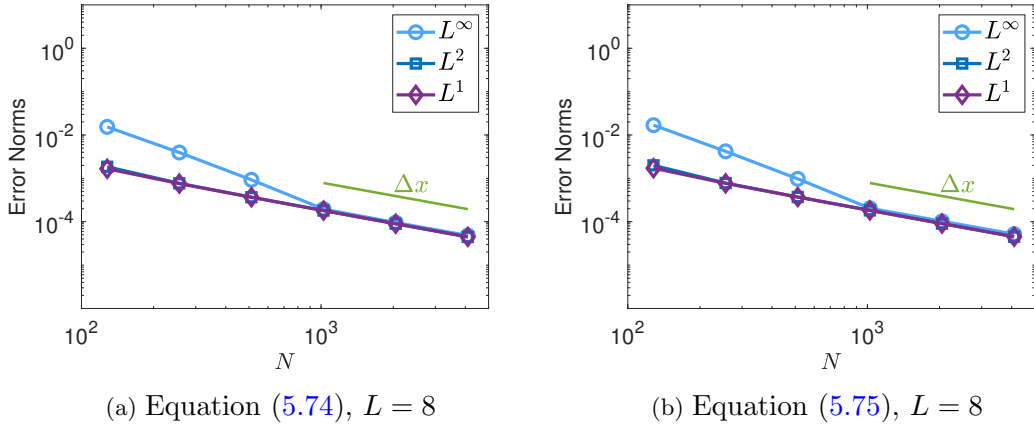 10^0
10^{-2}
10^{-4}
Error Norms
L^∞
L^2
L^1
Δx
10^2
10^3
N
(a) Equation (5.74), L = 8
10^0
10^{-2}
10^{-4}
Error Norms
L^∞
L^2
L^1
Δx
10^2
10^3
N
(b) Equation (5.75), L = 8